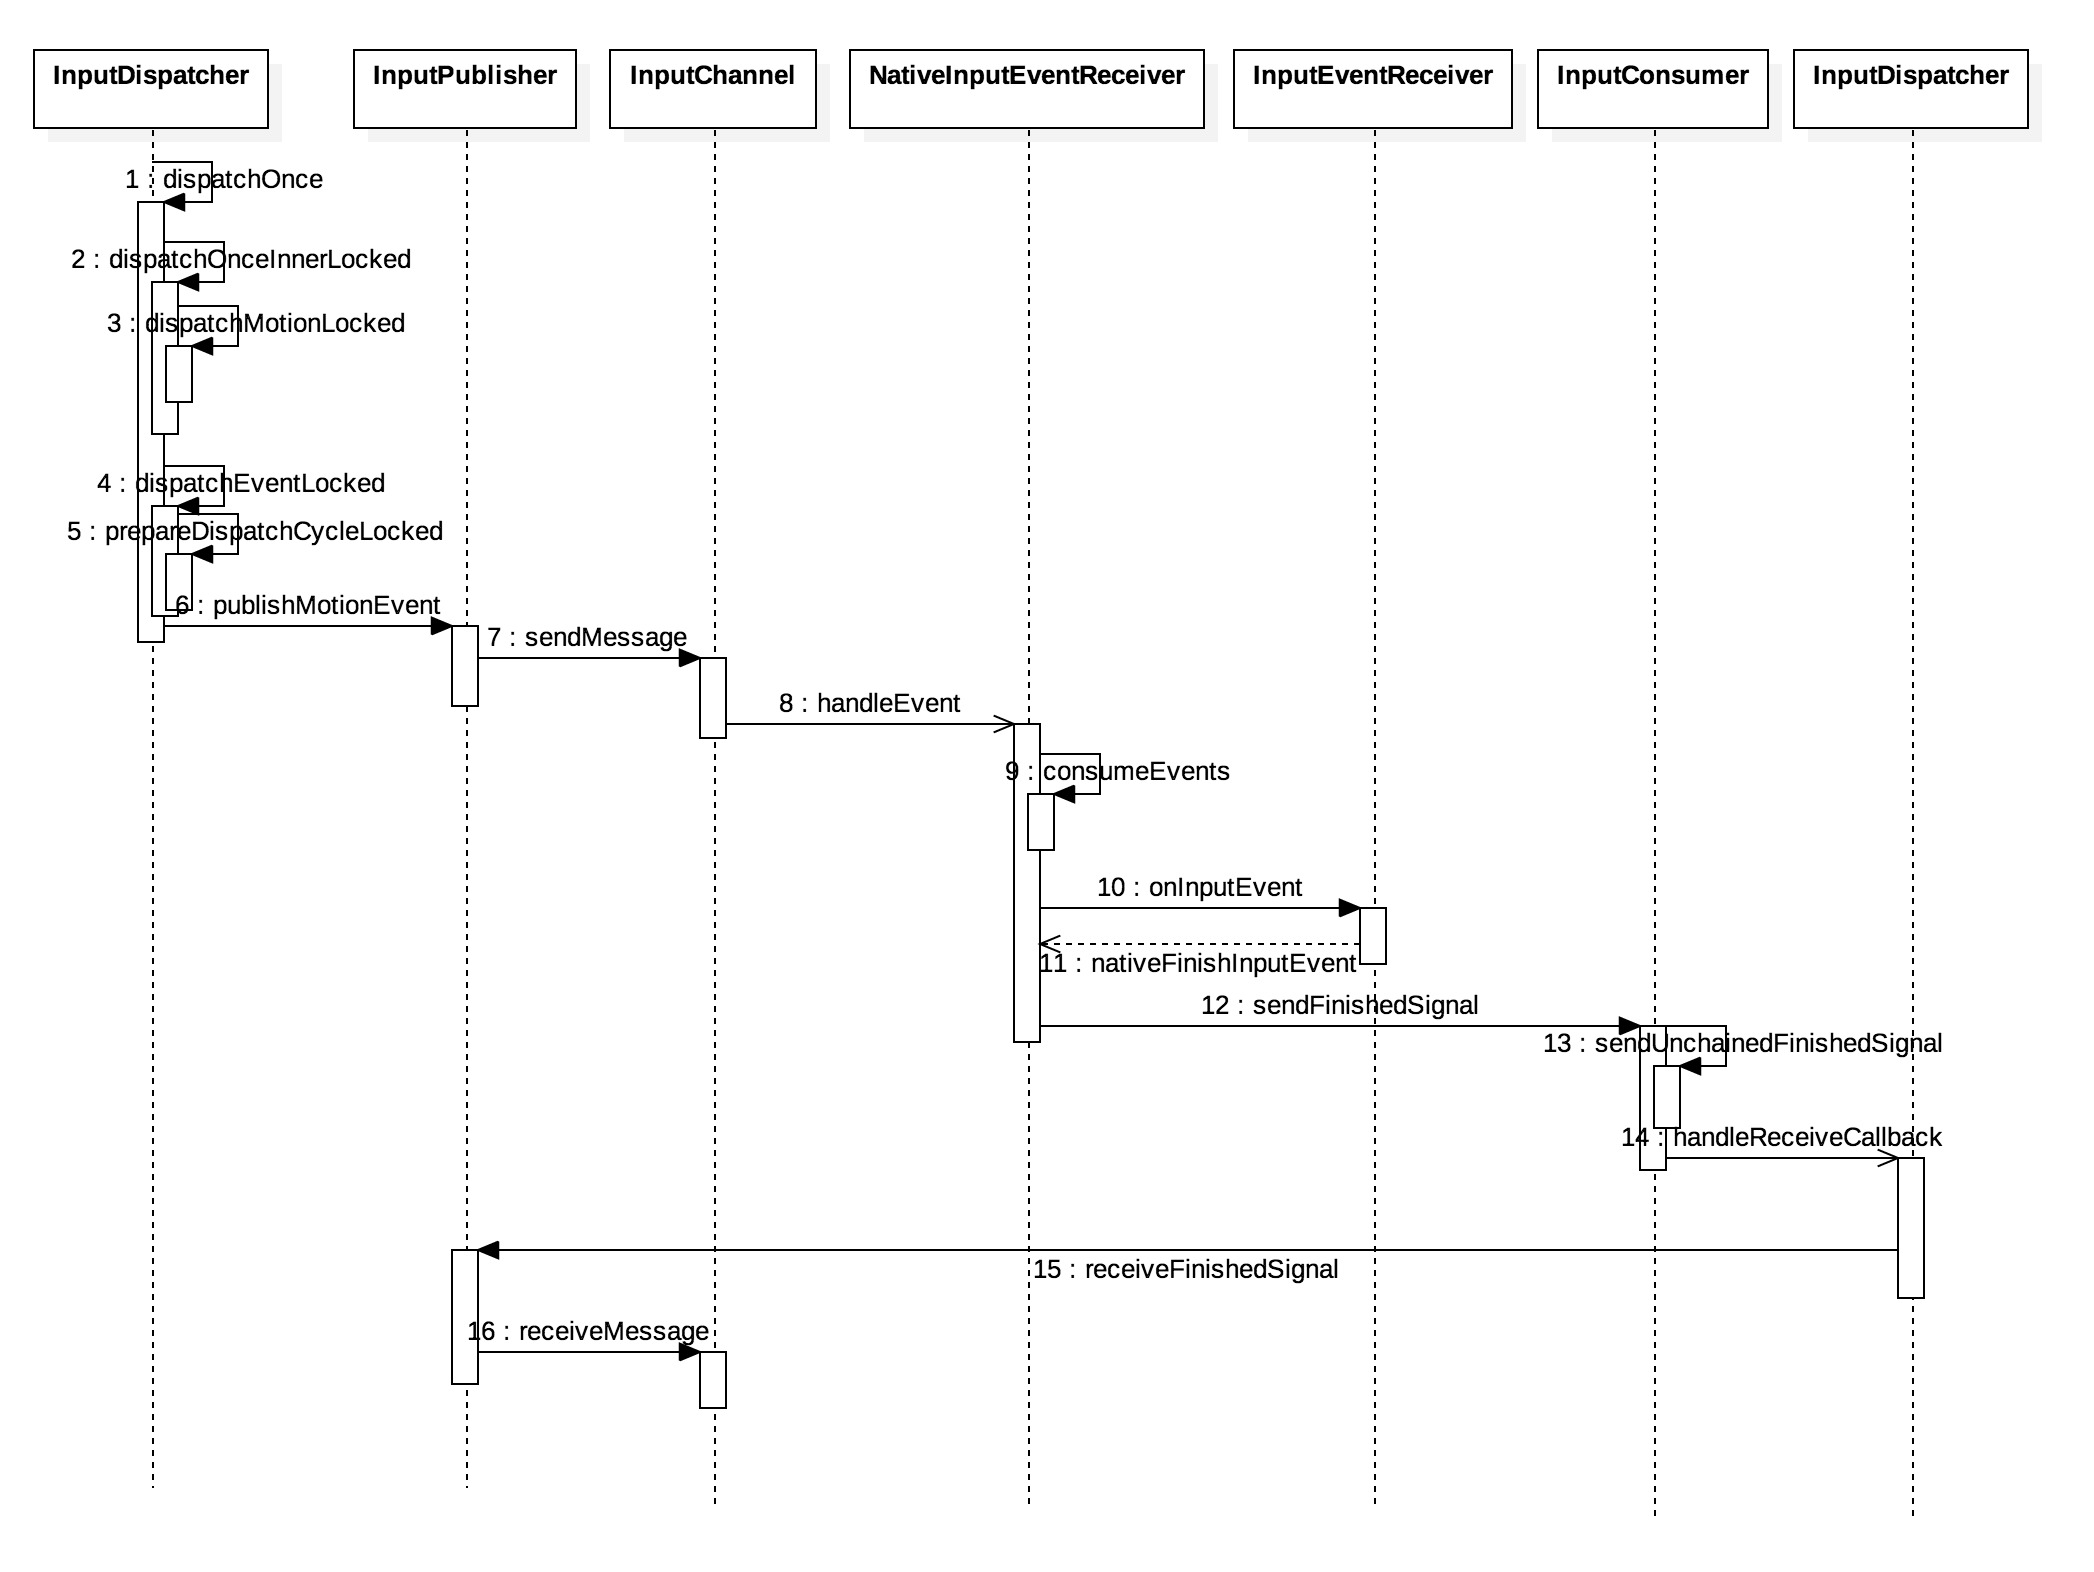 InputDispatcher
InputPublisher
InputChannel
NativeInputEventReceiver
InputEventReceiver
InputConsumer
InputDispatcher
1 : dispatchOnce
2 : dispatchOnceInnerLocked
3 : dispatchMotionLocked
4 : dispatchEventLocked
5 : prepareDispatchCycleLocked
6 : publishMotionEvent
7 : sendMessage
8 : handleEvent
9 : consumeEvents
10 : onInputEvent
11 : nativeFinishInputEvent
12 : sendFinishedSignal
13 : sendUnchainedFinishedSignal
14 : handleReceiveCallback
15 : receiveFinishedSignal
16 : receiveMessage